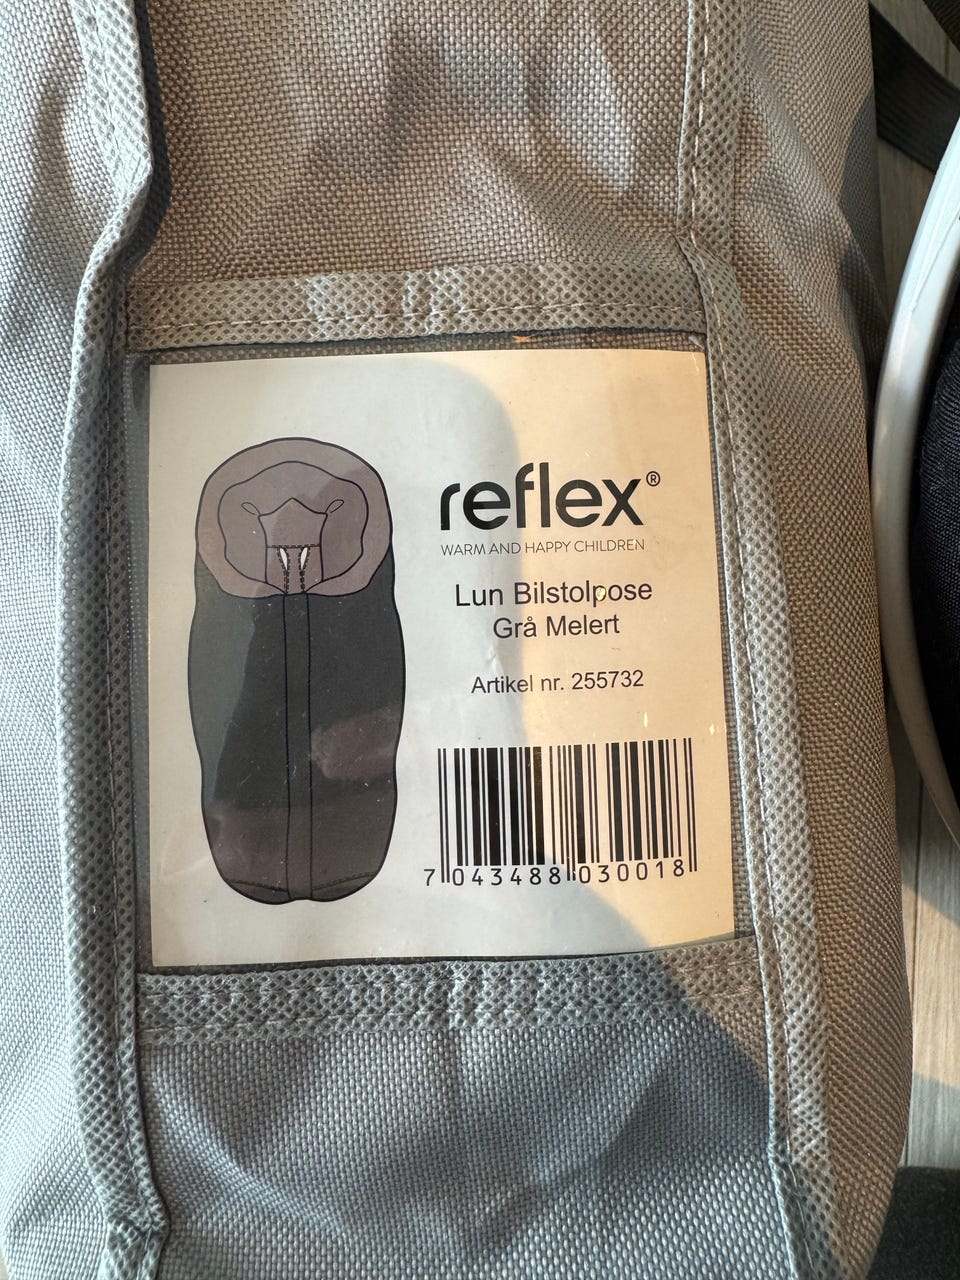 reflex®
WARM AND HAPPY CHILDREN
Lun Bilstolpose
Grå Melert
Artikel nr. 255732
7 043488 030018